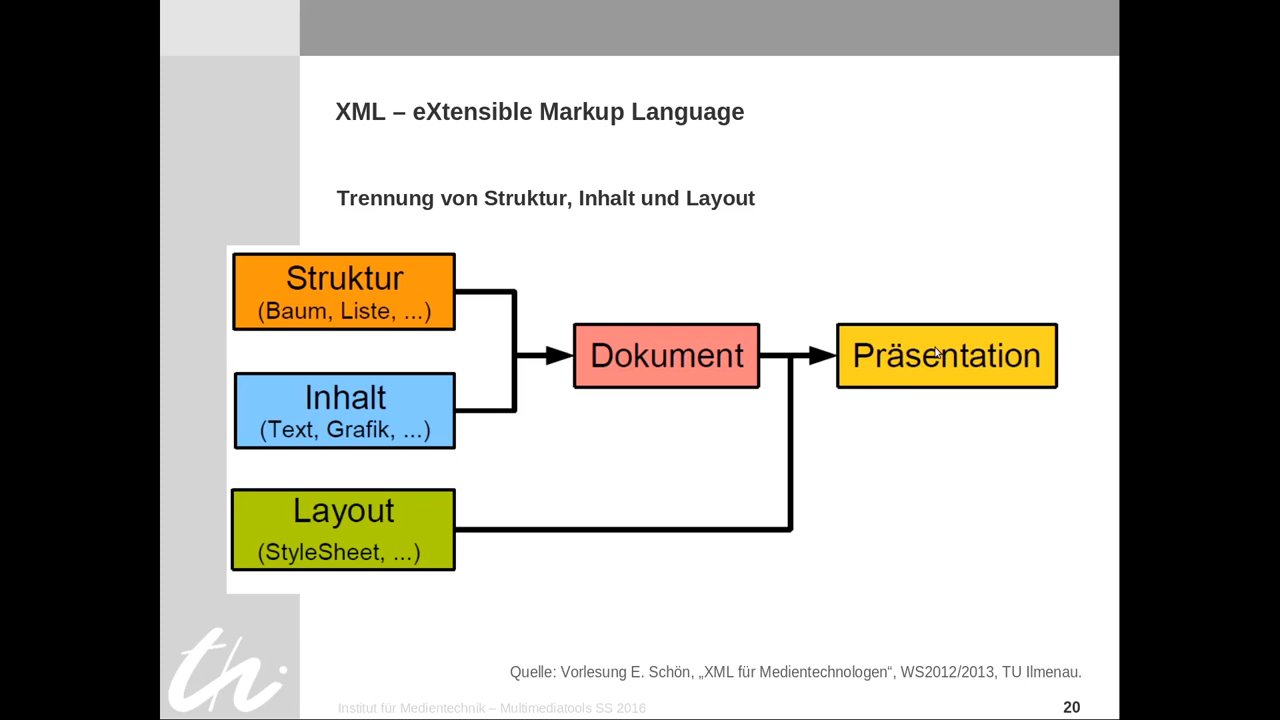 XML – eXtensible Markup Language
Trennung von Struktur, Inhalt und Layout
Struktur
(Baum, Liste, ...)
Inhalt
(Text, Grafik, ...)
Layout
(StyleSheet, ...)
Dokument
Präsentation
Quelle: Vorlesung E. Schön, „XML für Medientechnologen“, WS2012/2013, TU Ilmenau.
th
Institut für Medientechnik – Multimediatools SS 2016
20